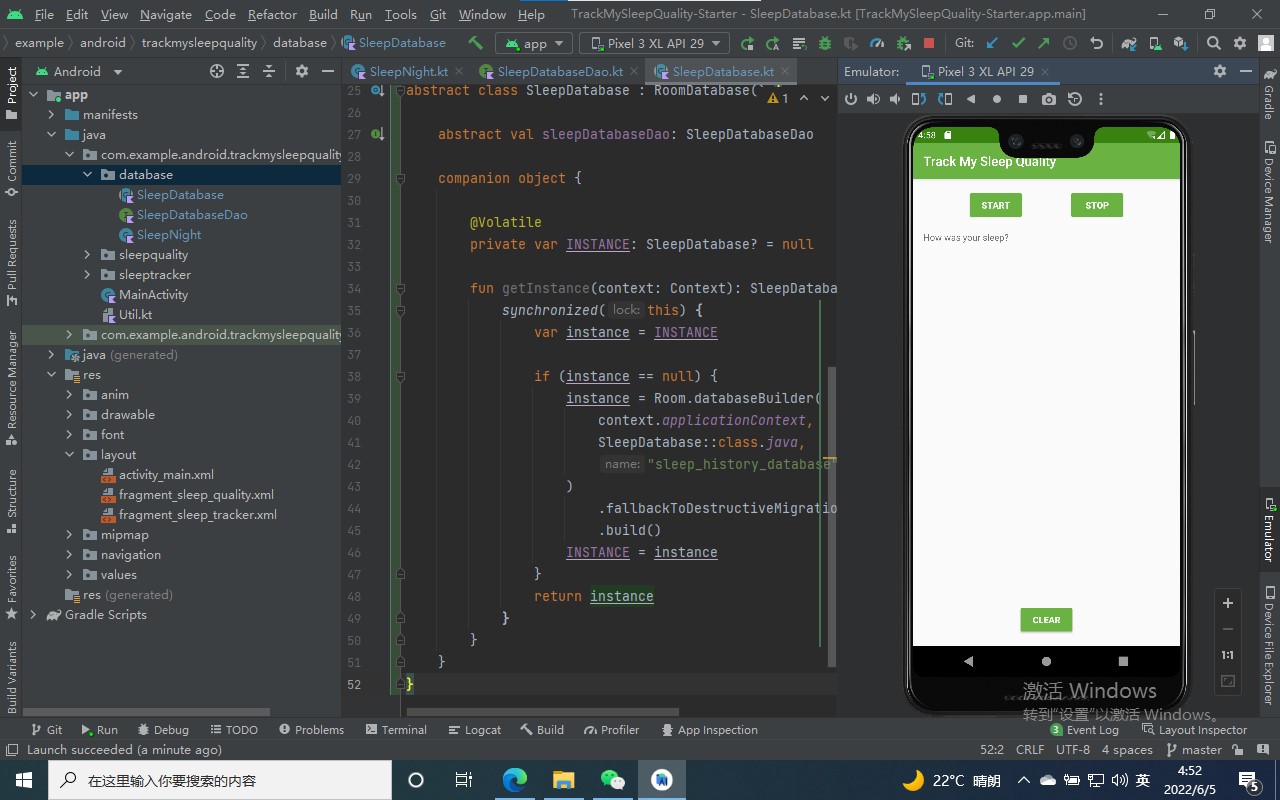 File Edit View Navigate Code Refactor Build Run Tools Git Window Help TrackMySleepQuality-Starter - SleepDatabase.kt [TrackMySleepQuality-Starter.app.main]
example android trackmysleepquality database SleepDatabase app Pixel 3 XL API 29 Git:
Project
Commit
Pull Requests
Resource Manager
Structure
Favorites
Build Variants
Android
app
manifests
java
com.example.android.trackmysleepquality
database
SleepDatabase
SleepDatabaseDao
SleepNight
sleepquality
sleeptracker
MainActivity
Util.kt
com.example.android.trackmysleepquality
java (generated)
res
anim
drawable
font
layout
activity_main.xml
fragment_sleep_quality.xml
fragment_sleep_tracker.xml
mipmap
navigation
values
res (generated)
Gradle Scripts
SleepNight.kt SleepDatabaseDao.kt SleepDatabase.kt
1
25 abstract class SleepDatabase : RoomDatabase(
26
27 abstract val sleepDatabaseDao: SleepDatabaseDao
28
29 companion object {
30
31 @Volatile
32 private var INSTANCE: SleepDatabase? = null
33
34 fun getInstance(context: Context): SleepDataba
35 synchronized( lock: this) {
36 var instance = INSTANCE
37
38 if (instance == null) {
39 instance = Room.databaseBuilder(
40 context.applicationContext,
41 SleepDatabase::class.java,
42 name: "sleep_history_database"
43 )
44 .fallbackToDestructiveMigratio
45 .build()
46 INSTANCE = instance
47 }
48 return instance
49 }
50 }
51 }
52 }
Emulator: Pixel 3 XL API 29
4:58
Track My Sleep Quality
START STOP
How was your sleep?
CLEAR
1:1
Gradle
Device Manager
Emulator
Device File Explorer
激活 Windows
转到“设置”以激活 Windows。
Git Run Debug TODO Problems Terminal Logcat Build Profiler App Inspection 3 Event Log Layout Inspector
Launch succeeded (a minute ago) 52:2 CRLF UTF-8 4 spaces master
在这里输入你要搜索的内容
22°C 晴朗 英
4:52
2022/6/5
5